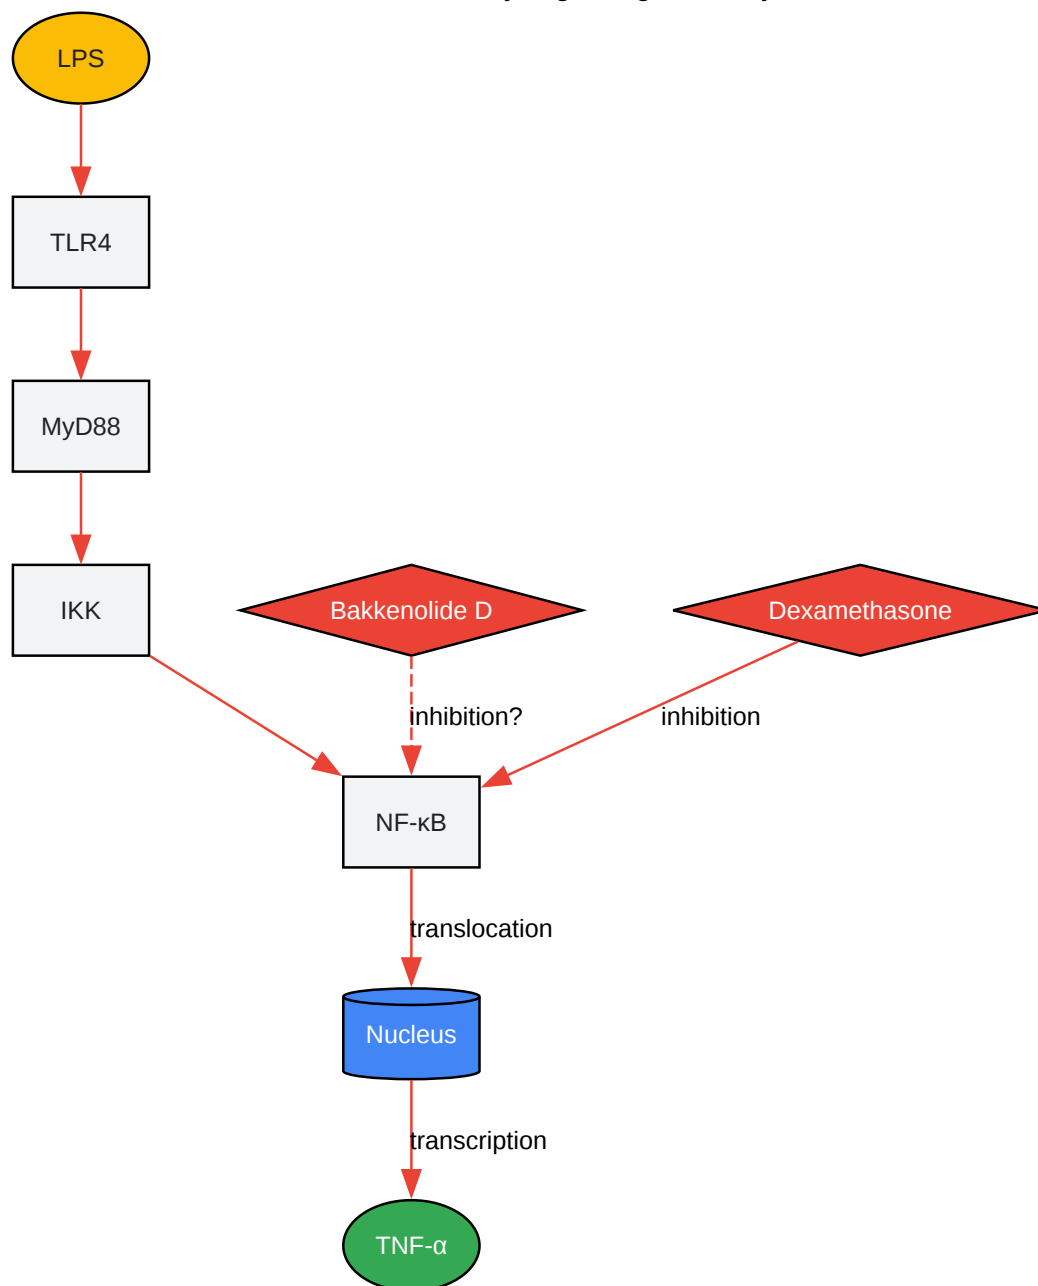 LPS
TLR4
MyD88
IKK
Bakkenolide D
Dexamethasone
inhibition?
inhibition
NF-κB
translocation
Nucleus
transcription
TNF-α